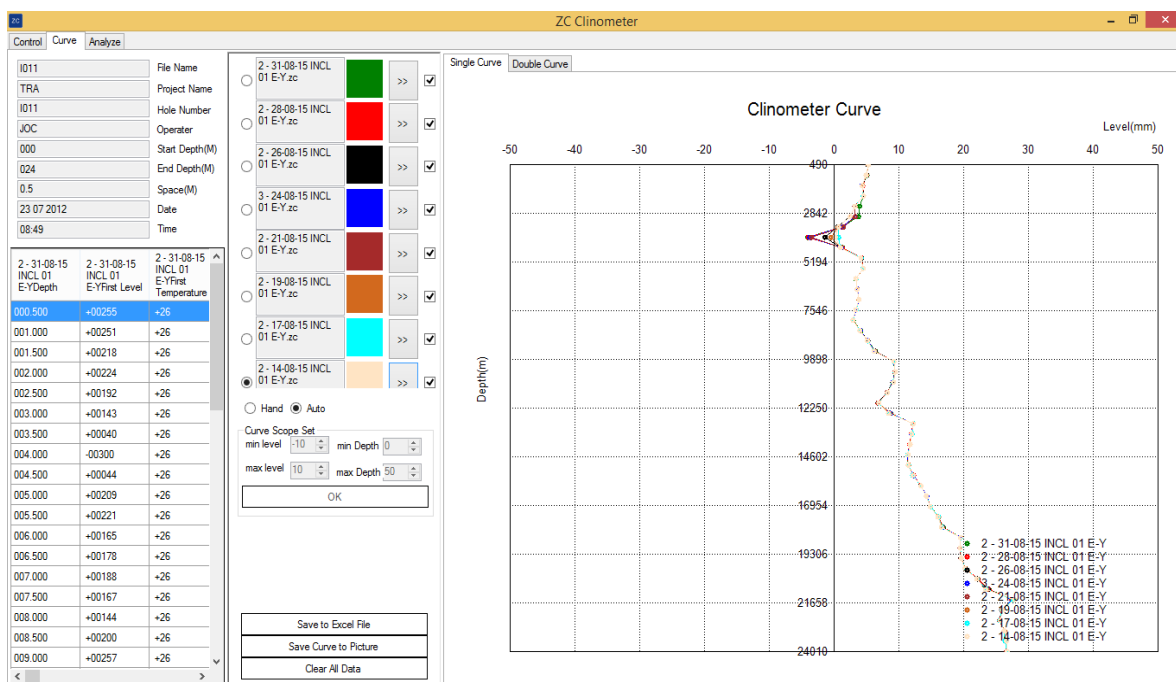 ZC
ZC Clinometer
Control Curve Analyze
I011 File Name
TRA Project Name
I011 Hole Number
JOC Operater
000 Start Depth(M)
024 End Depth(M)
0.5 Space(M)
23 07 2012 Date
08:49 Time
2 - 31-08-15
INCL 01
E-YDepth
2 - 31-08-15
INCL 01
E-YFirst Level
2 - 31-08-15
INCL 01
E-YFirst
Temperature
000.500 +00255 +26
001.000 +00251 +26
001.500 +00218 +26
002.000 +00224 +26
002.500 +00192 +26
003.000 +00143 +26
003.500 +00040 +26
004.000 -00300 +26
004.500 +00044 +26
005.000 +00209 +26
005.500 +00221 +26
006.000 +00165 +26
006.500 +00178 +26
007.000 +00188 +26
007.500 +00167 +26
008.000 +00144 +26
008.500 +00200 +26
009.000 +00257 +26
2 - 31-08-15 INCL
01 E-Y.zc >>
2 - 28-08-15 INCL
01 E-Y.zc >>
2 - 26-08-15 INCL
01 E-Y.zc >>
3 - 24-08-15 INCL
01 E-Y.zc >>
2 - 21-08-15 INCL
01 E-Y.zc >>
2 - 19-08-15 INCL
01 E-Y.zc >>
2 - 17-08-15 INCL
01 E-Y.zc >>
2 - 14-08-15 INCL
01 E-Y.zc >>
Hand Auto
Curve Scope Set
min level -10 min Depth 0
max level 10 max Depth 50
OK
Save to Excel File
Save Curve to Picture
Clear All Data
Single Curve Double Curve
Clinometer Curve
Level(mm)
-50 -40 -30 -20 -10 0 10 20 30 40 50
Depth(m)
490
2842
5194
7546
9898
12250
14602
16954
19306
21658
24010
2 - 31-08-15 INCL 01 E-Y
2 - 28-08-15 INCL 01 E-Y
2 - 26-08-15 INCL 01 E-Y
3 - 24-08-15 INCL 01 E-Y
2 - 21-08-15 INCL 01 E-Y
2 - 19-08-15 INCL 01 E-Y
2 - 17-08-15 INCL 01 E-Y
2 - 14-08-15 INCL 01 E-Y